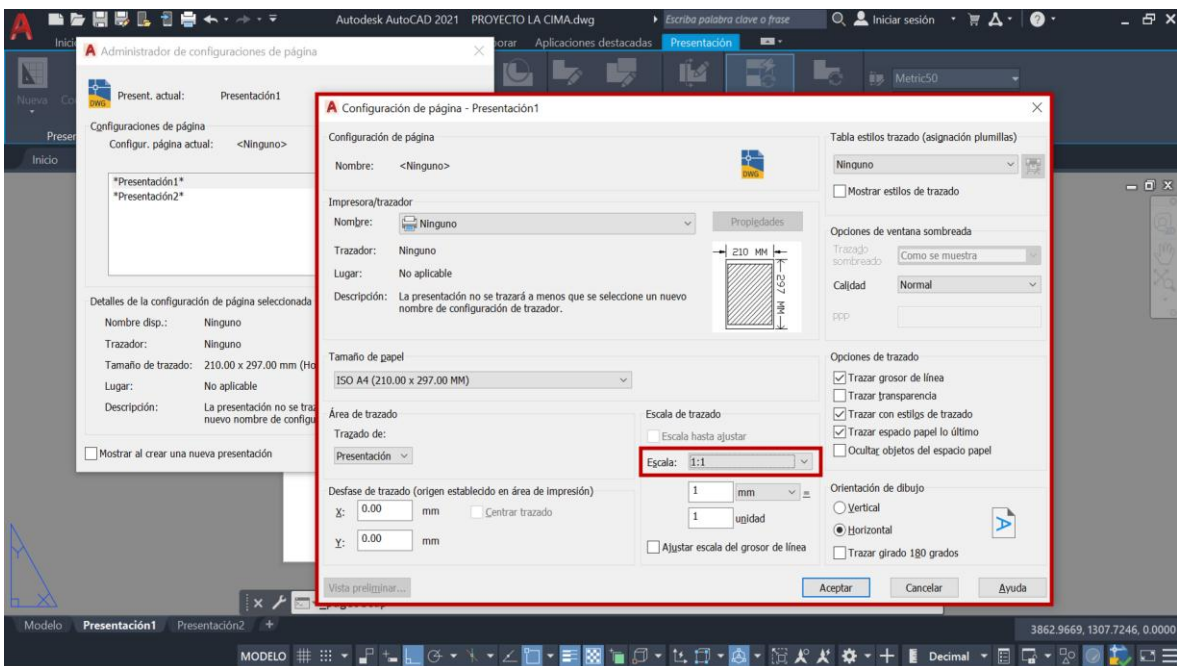 Autodesk AutoCAD 2021 PROYECTO LA CIMA.dwg
Escriba palabra clave o frase
Iniciar sesión
Aplicaciones destacadas
Presentación
Nueva
Metric50
Inicio
Administrador de configuraciones de página
Present. actual: Presentación1
Configuraciones de página
Configur. página actual: <Ninguno>
*Presentación1*
*Presentación2*
Detalles de la configuración de página seleccionada
Nombre disp.: Ninguno
Trazador: Ninguno
Tamaño de trazado: 210.00 x 297.00 mm (Ho
Lugar: No aplicable
Descripción: La presentación no se traz
nuevo nombre de configu
Mostrar al crear una nueva presentación
Configuración de página - Presentación1
Configuración de página
Nombre: <Ninguno>
DWG
Impresora/trazador
Nombre: Ninguno
Propiedades
Trazador: Ninguno
Lugar: No aplicable
Descripción: La presentación no se trazará a menos que se seleccione un nuevo
nombre de configuración de trazador.
210 MM
297 MM
Tamaño de papel
ISO A4 (210.00 x 297.00 MM)
Área de trazado
Trazado de:
Presentación
Escala de trazado
Escala hasta ajustar
Escala: 1:1
1 mm =
1 unidad
Ajustar escala del grosor de línea
Desfase de trazado (origen establecido en área de impresión)
X: 0.00 mm
Centrar trazado
Y: 0.00 mm
Tabla estilos trazado (asignación plumillas)
Ninguno
Mostrar estilos de trazado
Opciones de ventana sombreada
Trazado
sombreado
Como se muestra
Calidad Normal
ppp
Opciones de trazado
Trazar grosor de línea
Trazar transparencia
Trazar con estilos de trazado
Trazar espacio papel lo último
Ocultar objetos del espacio papel
Orientación de dibujo
Vertical
Horizontal
Trazar girado 180 grados
Vista preliminar...
Aceptar
Cancelar
Ayuda
Modelo Presentación1 Presentación2 +
3862.9669, 1307.7246, 0.0000
MODELO
Decimal